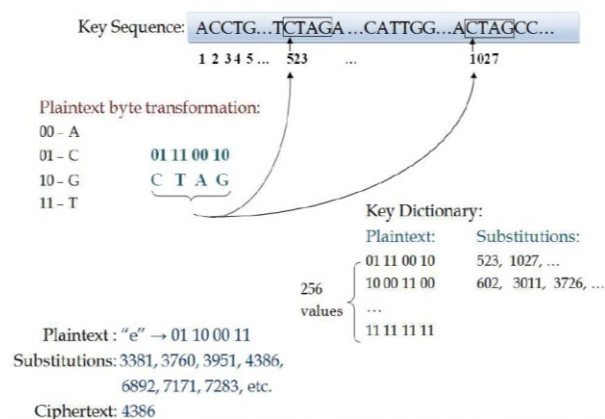 Key Sequence: ACCTG...TCTAGA...CATTGG...ACTAGCC...
1 2 3 4 5 ... 523 ... 1027
Plaintext byte transformation:
00 – A
01 – C 01 11 00 10
10 – G C T A G
11 – T
Key Dictionary:
Plaintext: Substitutions:
01 11 00 10 523, 1027, ...
10 00 11 00 602, 3011, 3726, ...
256
values
...
11 11 11 11
Plaintext : "e" → 01 10 00 11
Substitutions: 3381, 3760, 3951, 4386,
6892, 7171, 7283, etc.
Ciphertext: 4386